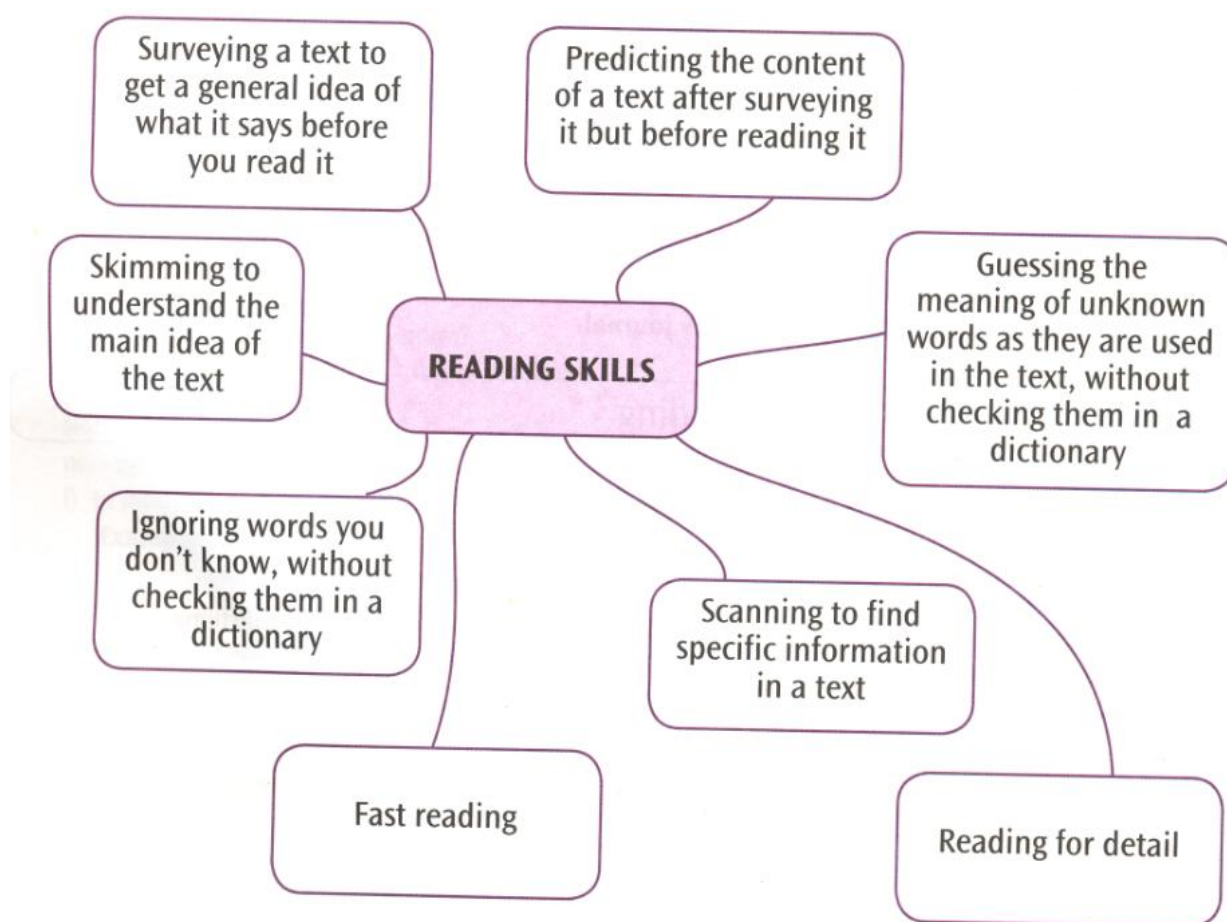 Surveying a text to
get a general idea of
what it says before
you read it
Predicting the content
of a text after surveying
it but before reading it
Skimming to
understand the
main idea of
the text
READING SKILLS
Guessing the
meaning of unknown
words as they are used
in the text, without
checking them in a
dictionary
Ignoring words you
don't know, without
checking them in a
dictionary
Scanning to find
specific information
in a text
Fast reading
Reading for detail